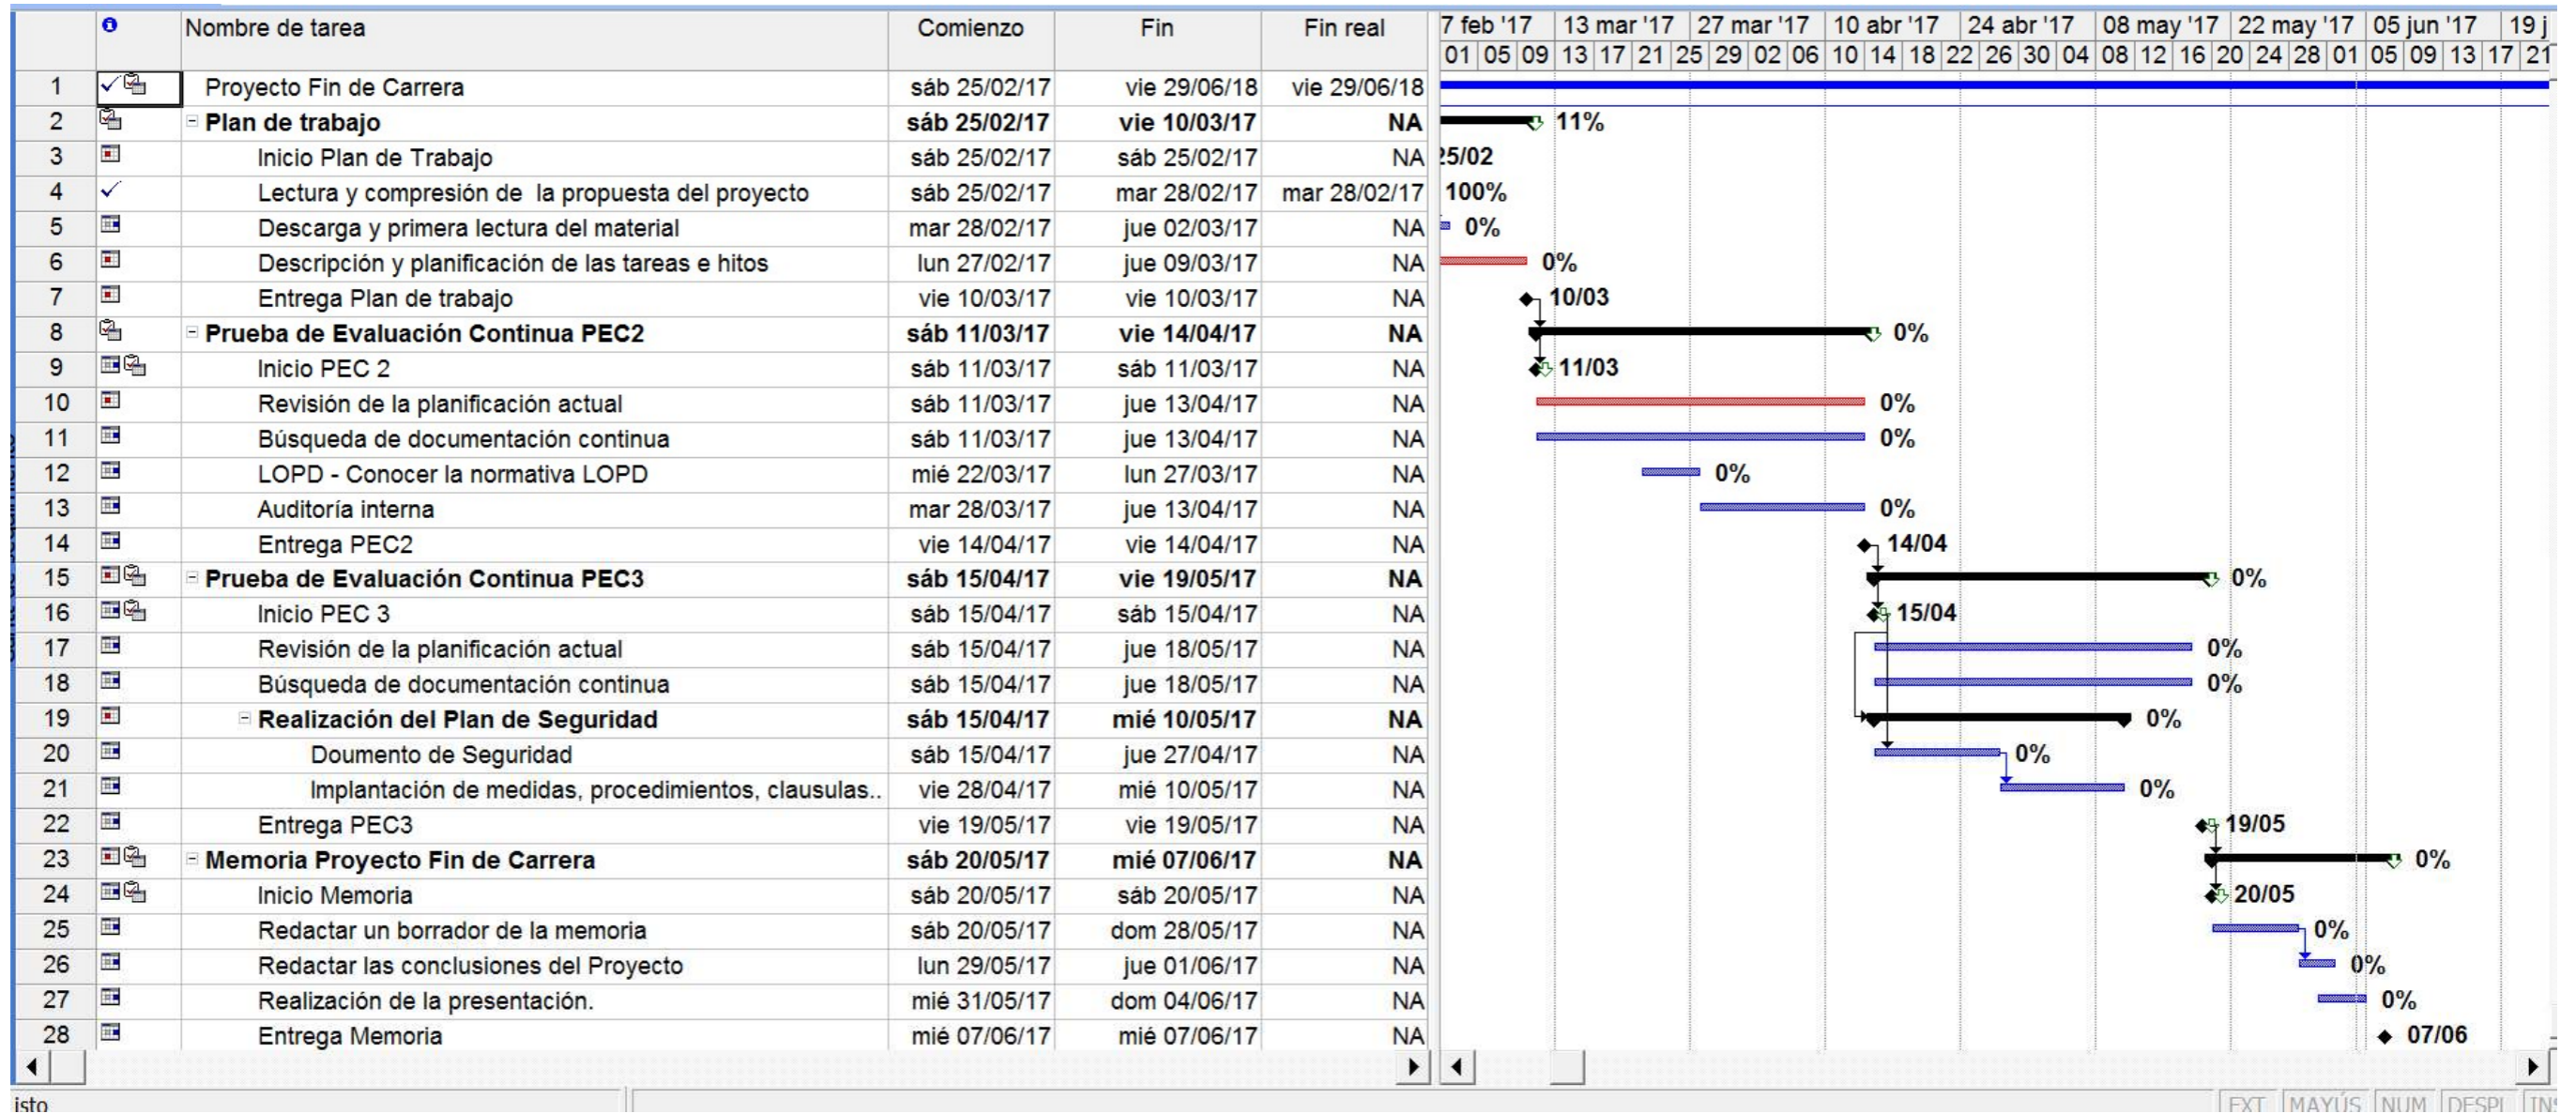 Nombre de tarea Comienzo Fin Fin real 7 feb '17 13 mar '17 27 mar '17 10 abr '17 24 abr '17 08 may '17 22 may '17 05 jun '17 19 j
01 05 09 13 17 21 25 29 02 06 10 14 18 22 26 30 04 08 12 16 20 24 28 01 05 09 13 17 21
1 Proyecto Fin de Carrera sáb 25/02/17 vie 29/06/18 vie 29/06/18
2 Plan de trabajo sáb 25/02/17 vie 10/03/17 NA 11%
3 Inicio Plan de Trabajo sáb 25/02/17 sáb 25/02/17 NA 25/02
4 Lectura y compresión de la propuesta del proyecto sáb 25/02/17 mar 28/02/17 mar 28/02/17 100%
5 Descarga y primera lectura del material mar 28/02/17 jue 02/03/17 NA 0%
6 Descripción y planificación de las tareas e hitos lun 27/02/17 jue 09/03/17 NA 0%
7 Entrega Plan de trabajo vie 10/03/17 vie 10/03/17 NA 10/03
8 Prueba de Evaluación Continua PEC2 sáb 11/03/17 vie 14/04/17 NA 0%
9 Inicio PEC 2 sáb 11/03/17 sáb 11/03/17 NA 11/03
10 Revisión de la planificación actual sáb 11/03/17 jue 13/04/17 NA 0%
11 Búsqueda de documentación continua sáb 11/03/17 jue 13/04/17 NA 0%
12 LOPD - Conocer la normativa LOPD mié 22/03/17 lun 27/03/17 NA 0%
13 Auditoría interna mar 28/03/17 jue 13/04/17 NA 0%
14 Entrega PEC2 vie 14/04/17 vie 14/04/17 NA 14/04
15 Prueba de Evaluación Continua PEC3 sáb 15/04/17 vie 19/05/17 NA 0%
16 Inicio PEC 3 sáb 15/04/17 sáb 15/04/17 NA 15/04
17 Revisión de la planificación actual sáb 15/04/17 jue 18/05/17 NA 0%
18 Búsqueda de documentación continua sáb 15/04/17 jue 18/05/17 NA 0%
19 Realización del Plan de Seguridad sáb 15/04/17 mié 10/05/17 NA 0%
20 Doumento de Seguridad sáb 15/04/17 jue 27/04/17 NA 0%
21 Implantación de medidas, procedimientos, clausulas.. vie 28/04/17 mié 10/05/17 NA 0%
22 Entrega PEC3 vie 19/05/17 vie 19/05/17 NA 19/05
23 Memoria Proyecto Fin de Carrera sáb 20/05/17 mié 07/06/17 NA 0%
24 Inicio Memoria sáb 20/05/17 sáb 20/05/17 NA 20/05
25 Redactar un borrador de la memoria sáb 20/05/17 dom 28/05/17 NA 0%
26 Redactar las conclusiones del Proyecto lun 29/05/17 jue 01/06/17 NA 0%
27 Realización de la presentación. mié 31/05/17 dom 04/06/17 NA 0%
28 Entrega Memoria mié 07/06/17 mié 07/06/17 NA 07/06
isto EXT MAYÚS NUM DESPL INS